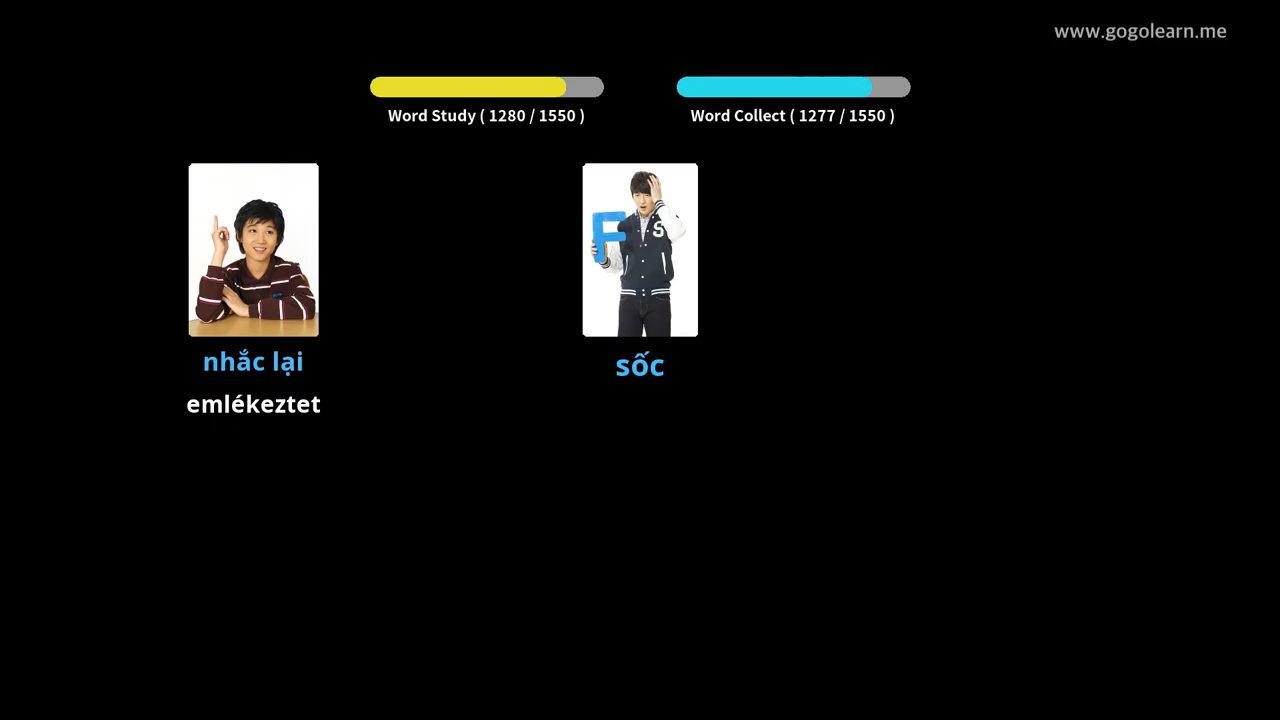 www.gogolearn.me
Word Study ( 1280 / 1550 )
Word Collect ( 1277 / 1550 )
F
S
nhắc lại
emlékeztet
sốc